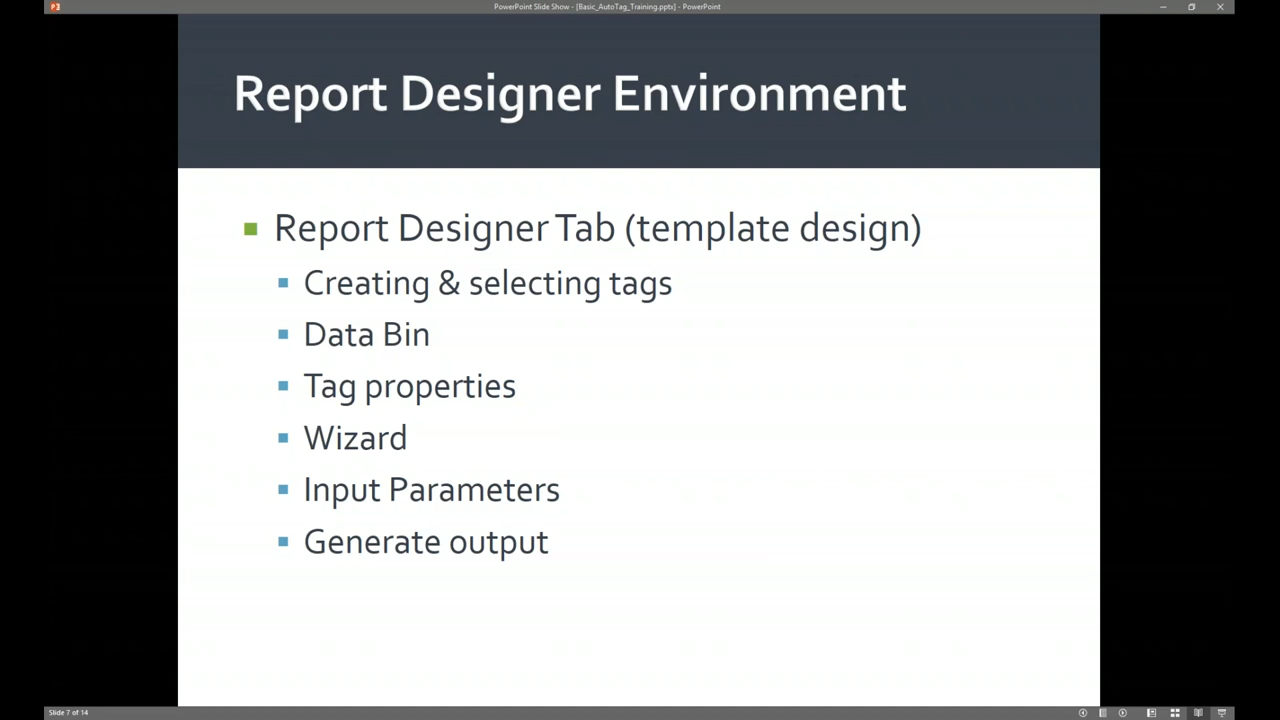 PowerPoint Slide Show - [Basic_AutoTag_Training.pptx] - PowerPoint
Report Designer Environment
Report Designer Tab (template design)
Creating & selecting tags
Data Bin
Tag properties
Wizard
Input Parameters
Generate output
Slide 7 of 14